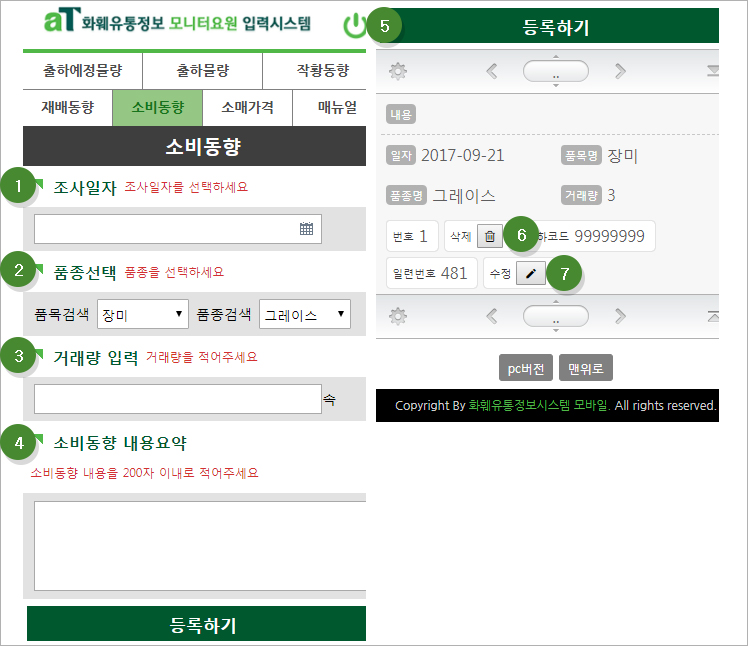 aT 화훼유통정보 모니터요원 입력시스템
출하예정물량 출하물량 작황동향
재배동향 소비동향 소매가격 매뉴얼
소비동향
1 조사일자 조사일자를 선택하세요
2 품종선택 품종을 선택하세요
품목검색 장미 품종검색 그레이스
3 거래량 입력 거래량을 적어주세요
속
4 소비동향 내용요약
소비동향 내용을 200자 이내로 적어주세요
등록하기
5 등록하기
..
내용
일자 2017-09-21 품목명 장미
품종명 그레이스 거래량 3
번호 1 삭제 6 하코드 99999999
일련번호 481 수정 7
..
pc버전 맨위로
Copyright By 화훼유통정보시스템 모바일. All rights reserved.